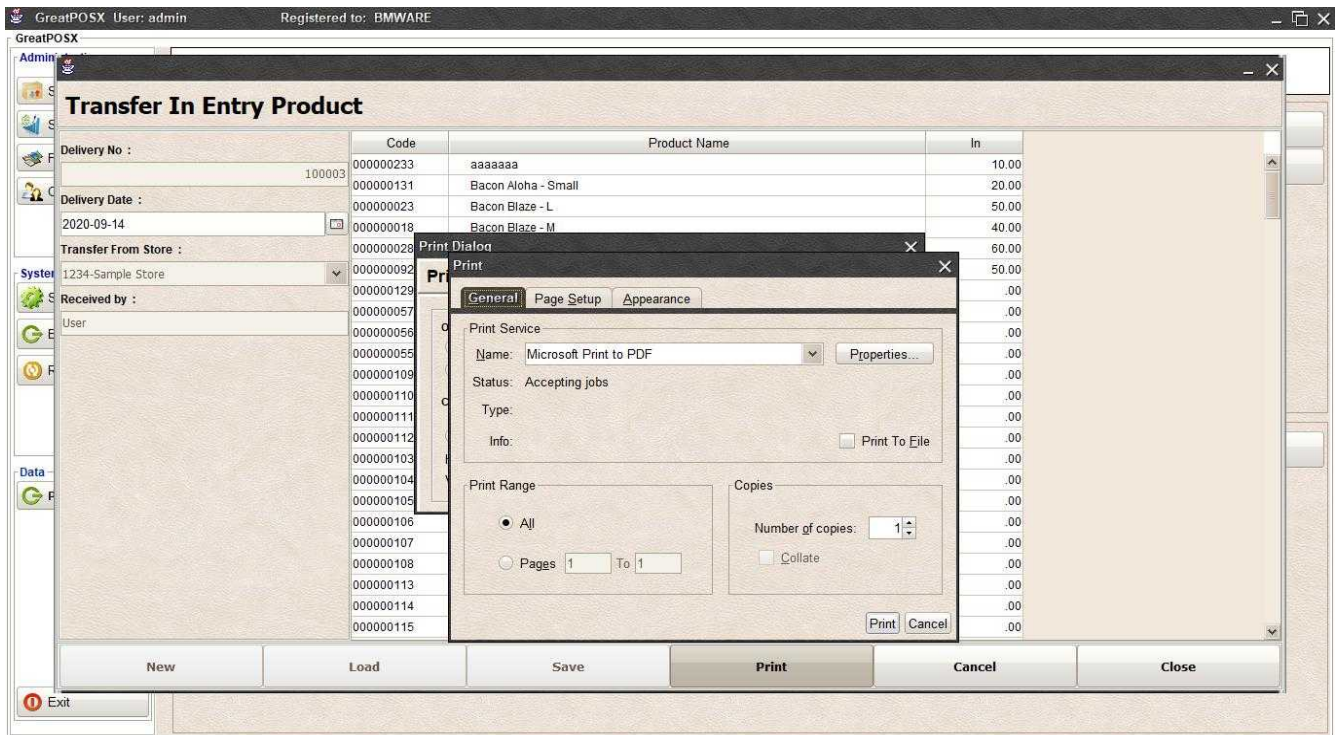 GreatPOSX User: admin Registered to: BMWARE
GreatPOSX
Transfer In Entry Product
Delivery No :
100003
Delivery Date :
2020-09-14
Transfer From Store :
1234-Sample Store
Received by :
User
Code Product Name In
000000233 aaaaaaa 10.00
000000131 Bacon Aloha - Small 20.00
000000023 Bacon Blaze - L 50.00
000000018 Bacon Blaze - M 40.00
000000028 60.00
000000092 50.00
000000129 .00
000000057 .00
000000056 .00
000000055 .00
000000109 .00
000000110 .00
000000111 .00
000000112 .00
000000103 .00
000000104 .00
000000105 .00
000000106 .00
000000107 .00
000000108 .00
000000113 .00
000000114 .00
000000115 .00
Print Dialog
Print
General Page Setup Appearance
Print Service
Name: Microsoft Print to PDF Properties...
Status: Accepting jobs
Type:
Info: Print To File
Print Range
All
Pages 1 To 1
Copies
Number of copies: 1
Collate
Print Cancel
New Load Save Print Cancel Close
Data
Exit